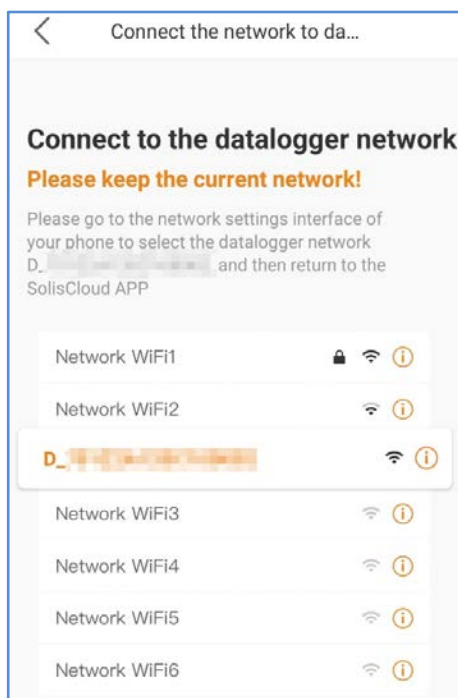 Connect the network to da...
Connect to the datalogger network
Please keep the current network!
Please go to the network settings interface of
your phone to select the datalogger network
D_ and then return to the
SolisCloud APP
Network WiFi1
Network WiFi2
D_
Network WiFi3
Network WiFi4
Network WiFi5
Network WiFi6